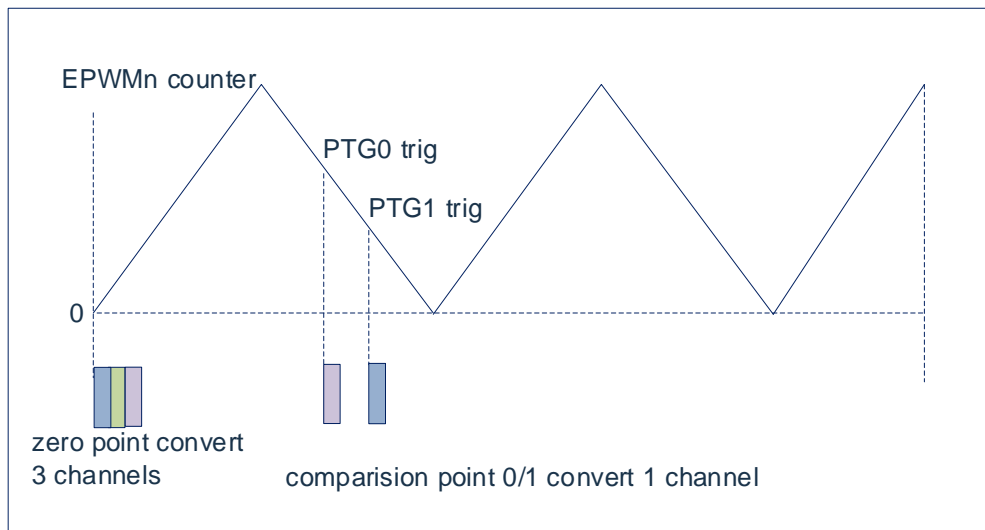 EPWMn counter
PTG0 trig
PTG1 trig
0
zero point convert
3 channels
comparision point 0/1 convert 1 channel